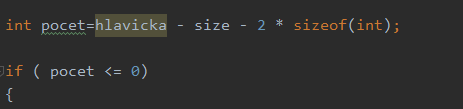 int pocet=hlavicka - size - 2 * sizeof(int);
if ( pocet <= 0)
{